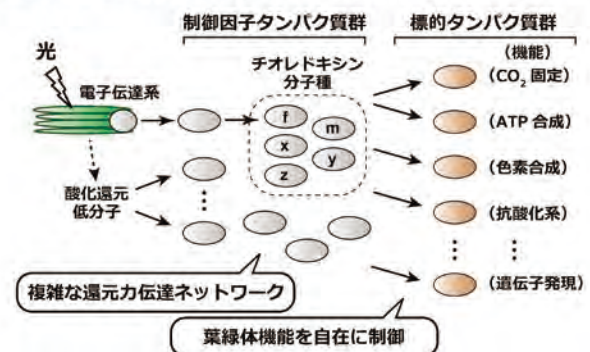 制御因子タンパク質群
標的タンパク質群
光
電子伝達系
チオレドキシン
分子種
f
m
x
y
z
酸化還元
低分子
(機能)
(CO2 固定)
(ATP 合成)
(色素合成)
(抗酸化系)
(遺伝子発現)
複雑な還元力伝達ネットワーク
葉緑体機能を自在に制御